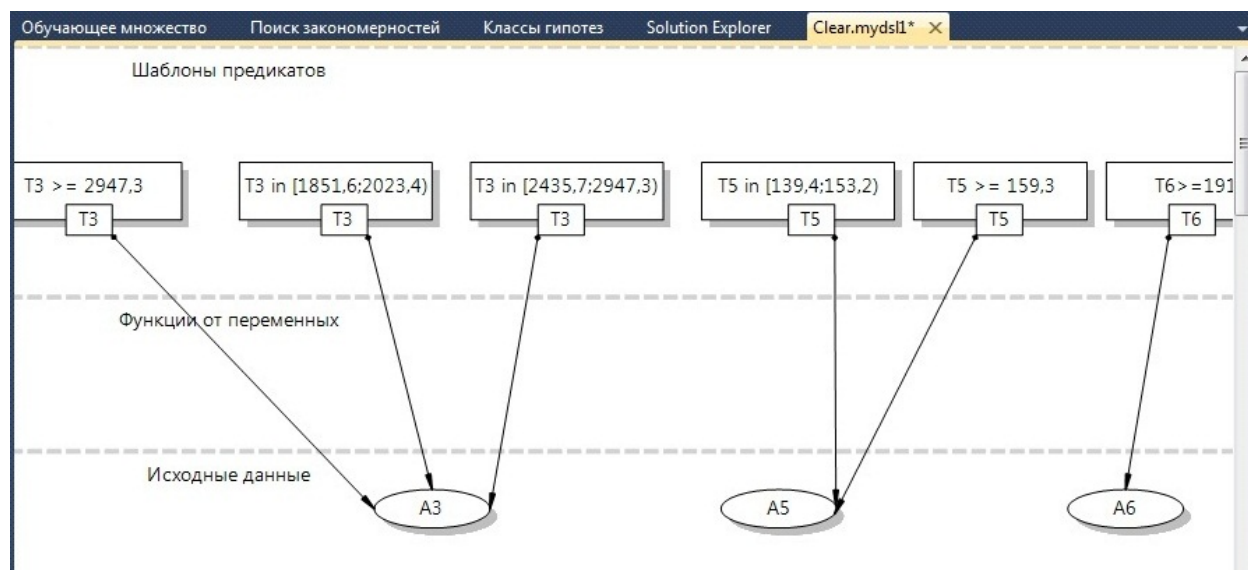 Обучающее множество Поиск закономерностей Классы гипотез Solution Explorer Clear.mydsl1*
Шаблоны предикатов
T3 >= 2947,3 T3 in [1851,6;2023,4) T3 in [2435,7;2947,3) T5 in [139,4;153,2) T5 >= 159,3 T6>=191
T3 T3 T3 T5 T5 T6
Функции от переменных
Исходные данные
A3 A5 A6